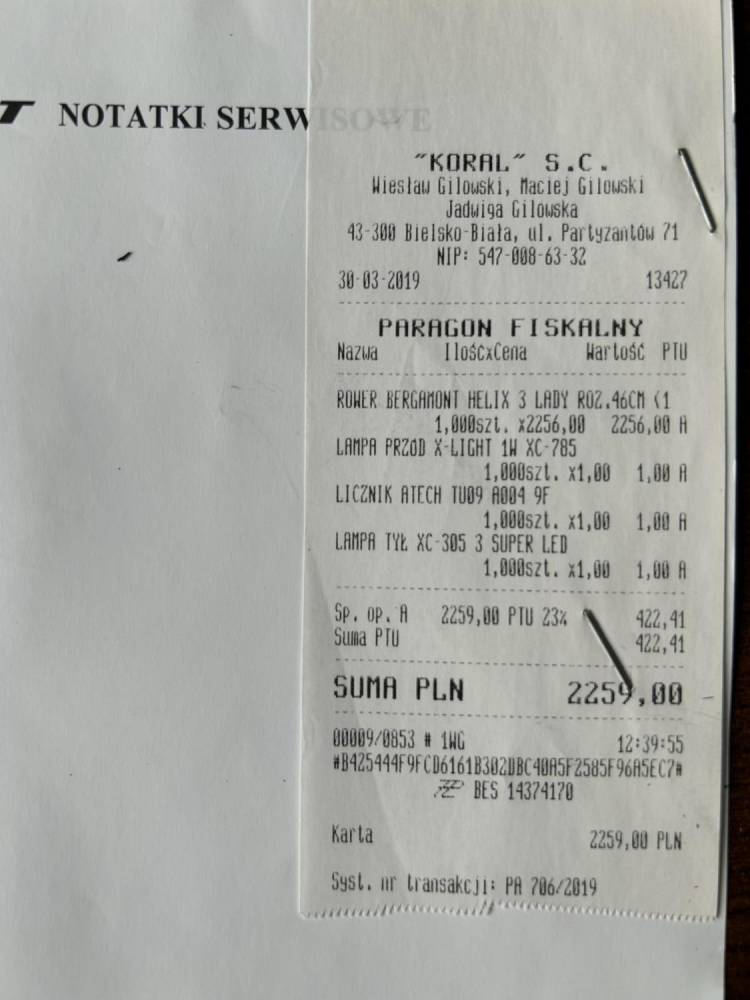 T NOTATKI SERWISOWE
"KORAL" S.C.
Wiesław Gilowski, Maciej Gilowski
Jadwiga Gilowska
43-300 Bielsko-Biała, ul. Partyzantów 71
NIP: 547-008-63-32
30-03-2019 13427
PARAGON FISKALNY
Nazwa IlośćxCena Wartość PTU
ROWER BERGAMONT HELIX 3 LADY ROZ.46CM (1
1,000szt. x2256,00 2256,00 A
LAMPA PRZÓD X-LIGHT 1W XC-785
1,000szt. x1,00 1,00 A
LICZNIK ATECH TU09 A004 9F
1,000szt. x1,00 1,00 A
LAMPA TYŁ XC-305 3 SUPER LED
1,000szt. x1,00 1,00 A
Sp. op. A 2259,00 PTU 23% 422,41
Suma PTU 422,41
SUMA PLN 2259,00
00009/0853 # 1WG 12:39:55
#B425444F9FCD6161B302DBC40A5F2585F96A5EC7#
BES 14374170
Karta 2259,00 PLN
Syst. nr transakcji: PA 706/2019